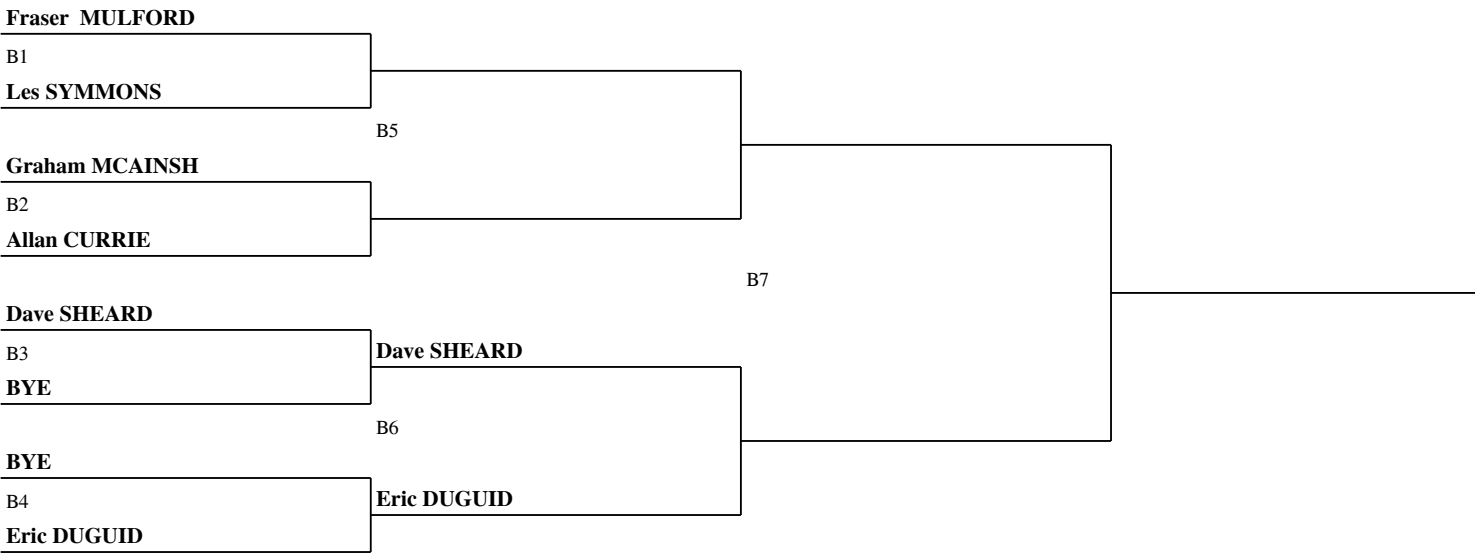 Fraser  MULFORD
B1
Les SYMMONS
B5
Graham MCAINSH
B2
Allan CURRIE
B7
Dave SHEARD
B3
Dave SHEARD
BYE
B6
BYE
B4
Eric DUGUID
Eric DUGUID